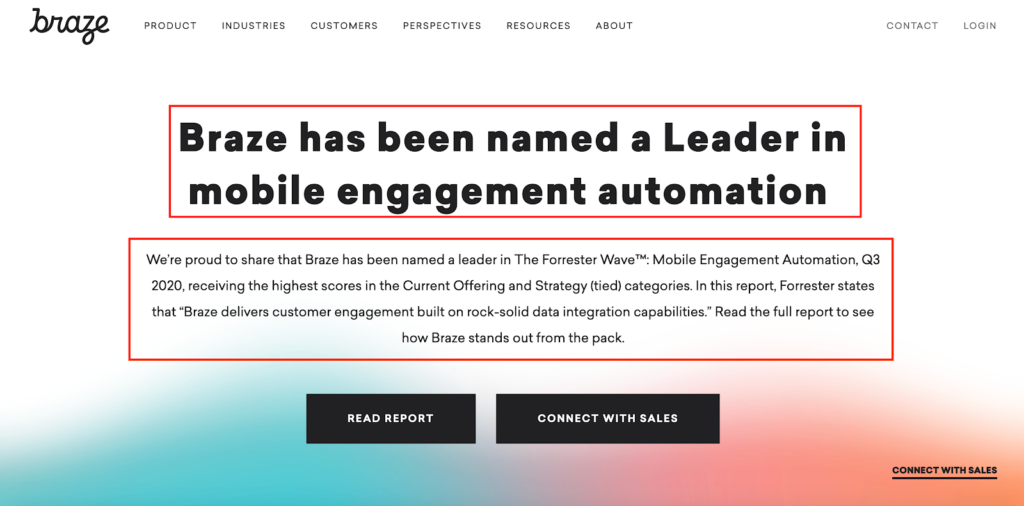 braze
PRODUCT
INDUSTRIES
CUSTOMERS
PERSPECTIVES
RESOURCES
ABOUT
CONTACT
LOGIN
Braze has been named a Leader in
mobile engagement automation
We’re proud to share that Braze has been named a leader in The Forrester Wave™: Mobile Engagement Automation, Q3
2020, receiving the highest scores in the Current Offering and Strategy (tied) categories. In this report, Forrester states
that “Braze delivers customer engagement built on rock-solid data integration capabilities.” Read the full report to see
how Braze stands out from the pack.
READ REPORT
CONNECT WITH SALES
CONNECT WITH SALES